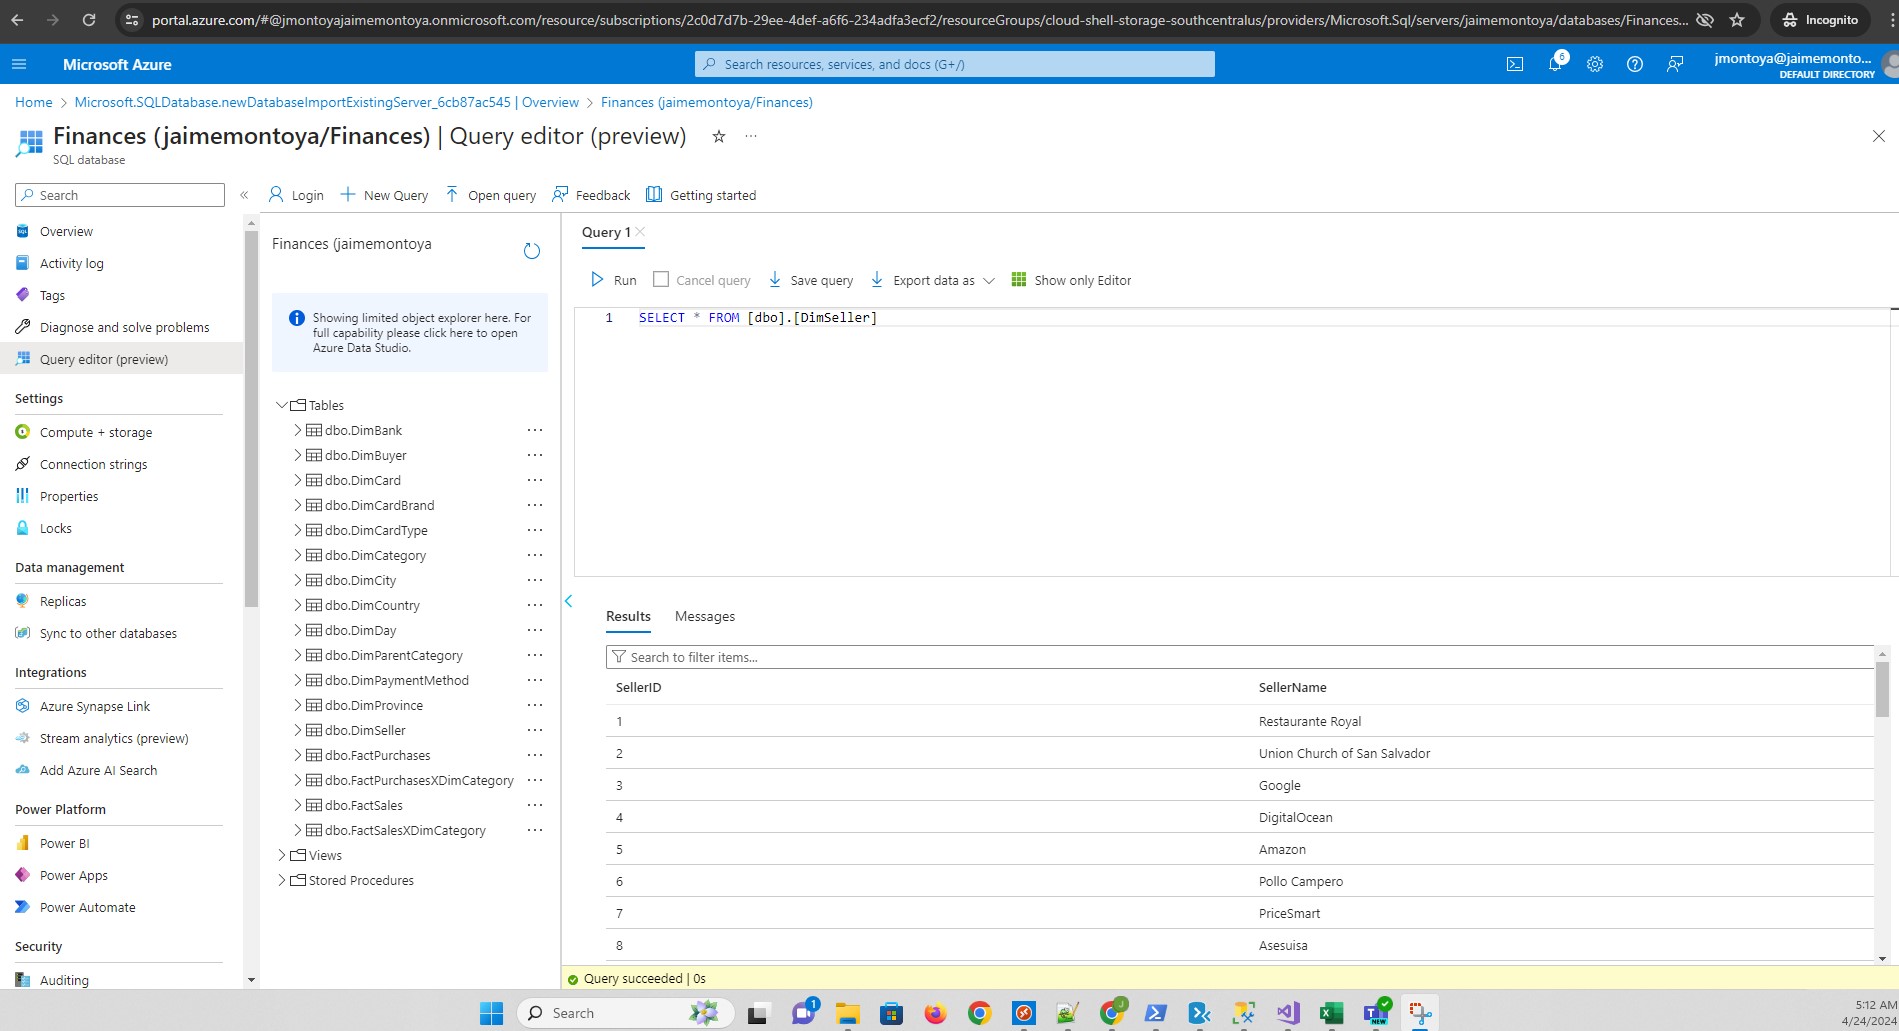 portal.azure.com/#@jmontoyajaimemontoya.onmicrosoft.com/resource/subscriptions/2c0d7d7b-29ee-4def-a6f6-234adfa3ecf2/resourceGroups/cloud-shell-storage-southcentralus/providers/Microsoft.Sql/servers/jaimemontoya/databases/Finances...
Incognito
Microsoft Azure
Search resources, services, and docs (G+/)
6
jmontoya@jaimemonto...
DEFAULT DIRECTORY
Home > Microsoft.SQLDatabase.newDatabaseImportExistingServer_6cb87ac545 | Overview > Finances (jaimemontoya/Finances)
Finances (jaimemontoya/Finances) | Query editor (preview)
SQL database
Search
Login
New Query
Open query
Feedback
Getting started
Overview
Activity log
Tags
Diagnose and solve problems
Query editor (preview)
Settings
Compute + storage
Connection strings
Properties
Locks
Data management
Replicas
Sync to other databases
Integrations
Azure Synapse Link
Stream analytics (preview)
Add Azure AI Search
Power Platform
Power BI
Power Apps
Power Automate
Security
Auditing
Finances (jaimemontoya
Showing limited object explorer here. For
full capability please click here to open
Azure Data Studio.
Tables
dbo.DimBank
dbo.DimBuyer
dbo.DimCard
dbo.DimCardBrand
dbo.DimCardType
dbo.DimCategory
dbo.DimCity
dbo.DimCountry
dbo.DimDay
dbo.DimParentCategory
dbo.DimPaymentMethod
dbo.DimProvince
dbo.DimSeller
dbo.FactPurchases
dbo.FactPurchasesXDimCategory
dbo.FactSales
dbo.FactSalesXDimCategory
Views
Stored Procedures
Query 1
Run
Cancel query
Save query
Export data as
Show only Editor
1 SELECT * FROM [dbo].[DimSeller]
Results
Messages
Search to filter items...
SellerID SellerName
1 Restaurante Royal
2 Union Church of San Salvador
3 Google
4 DigitalOcean
5 Amazon
6 Pollo Campero
7 PriceSmart
8 Asesuisa
Query succeeded | 0s
Search
1
J
NEW
5:12 AM
4/24/2024